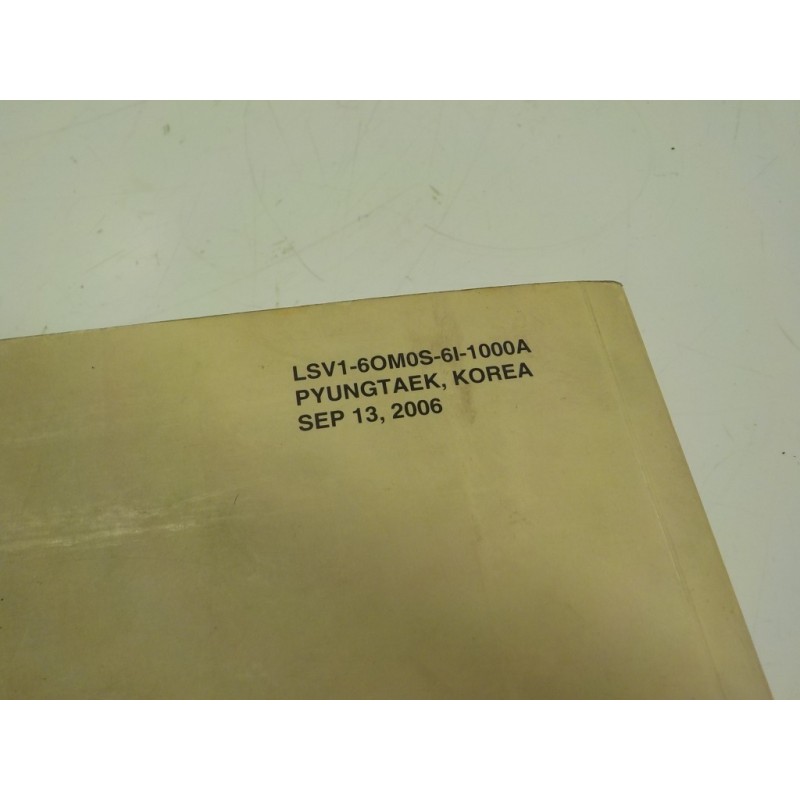 LSV1-6OM0S-6I-1000A
PYUNGTAEK, KOREA
SEP 13, 2006